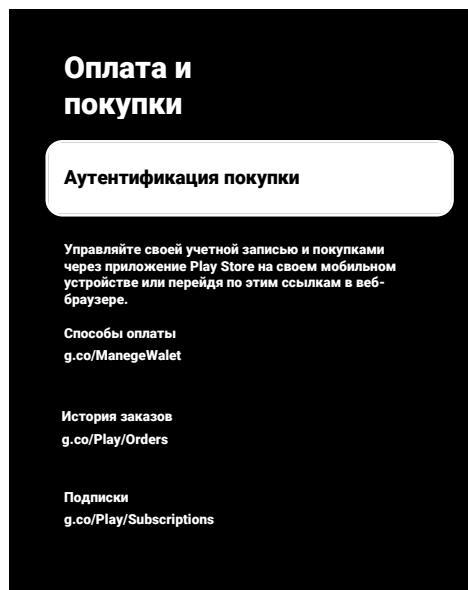 Оплата и
покупки
Аутентификация покупки
Управляйте своей учетной записью и покупками
через приложение Play Store на своем мобильном
устройстве или перейдя по этим ссылкам в веб-
браузере.
Способы оплаты
g.co/ManegeWalet
История заказов
g.co/Play/Orders
Подписки
g.co/Play/Subscriptions